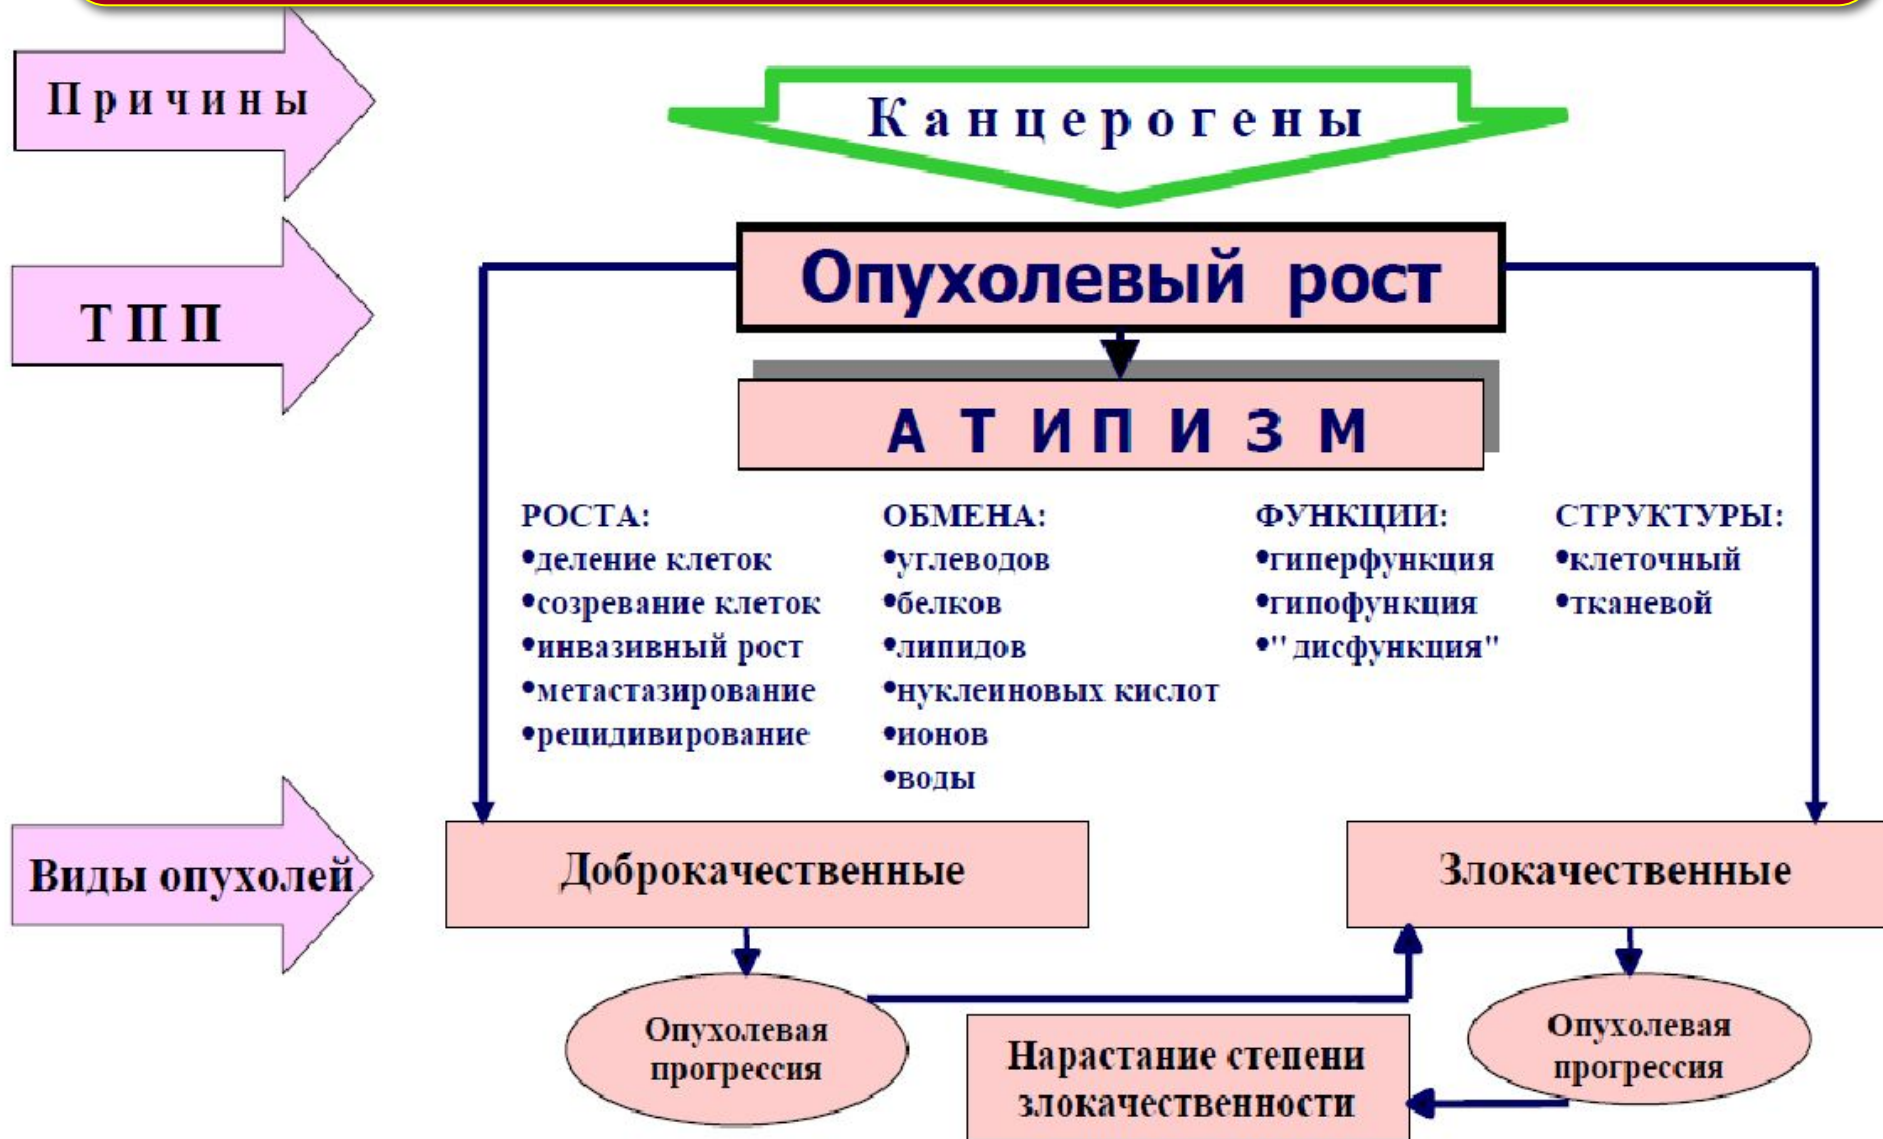 Причины
Канцерогены
ТПП
Опухолевый рост
АТИПИЗМ
РОСТА:
•деление клеток
•созревание клеток
•инвазивный рост
•метастазирование
•рецидивирование
ОБМЕНА:
•углеводов
•белков
•липидов
•нуклеиновых кислот
•ионов
•воды
ФУНКЦИИ:
•гиперфункция
•гипофункция
•"дисфункция"
СТРУКТУРЫ:
•клеточный
•тканевой
Виды опухолей
Доброкачественные
Злокачественные
Опухолевая
прогрессия
Нарастание степени
злокачественности
Опухолевая
прогрессия